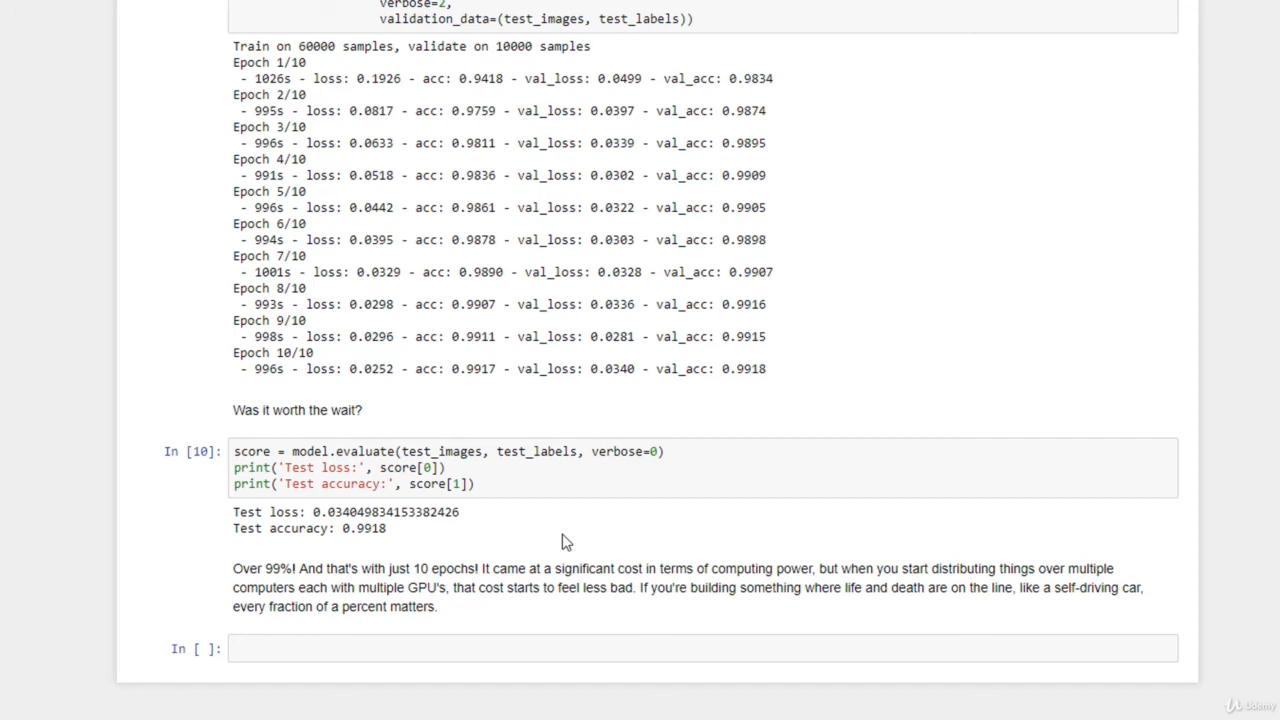 verbose=2,
validation_data=(test_images, test_labels))
Train on 60000 samples, validate on 10000 samples
Epoch 1/10
- 1026s - loss: 0.1926 - acc: 0.9418 - val_loss: 0.0499 - val_acc: 0.9834
Epoch 2/10
- 995s - loss: 0.0817 - acc: 0.9759 - val_loss: 0.0397 - val_acc: 0.9874
Epoch 3/10
- 996s - loss: 0.0633 - acc: 0.9811 - val_loss: 0.0339 - val_acc: 0.9895
Epoch 4/10
- 991s - loss: 0.0518 - acc: 0.9836 - val_loss: 0.0302 - val_acc: 0.9909
Epoch 5/10
- 996s - loss: 0.0442 - acc: 0.9861 - val_loss: 0.0322 - val_acc: 0.9905
Epoch 6/10
- 994s - loss: 0.0395 - acc: 0.9878 - val_loss: 0.0303 - val_acc: 0.9898
Epoch 7/10
- 1001s - loss: 0.0329 - acc: 0.9890 - val_loss: 0.0328 - val_acc: 0.9907
Epoch 8/10
- 993s - loss: 0.0298 - acc: 0.9907 - val_loss: 0.0336 - val_acc: 0.9916
Epoch 9/10
- 998s - loss: 0.0296 - acc: 0.9911 - val_loss: 0.0281 - val_acc: 0.9915
Epoch 10/10
- 996s - loss: 0.0252 - acc: 0.9917 - val_loss: 0.0340 - val_acc: 0.9918
Was it worth the wait?
In [10]: score = model.evaluate(test_images, test_labels, verbose=0)
print('Test loss:', score[0])
print('Test accuracy:', score[1])
Test loss: 0.034049834153382426
Test accuracy: 0.9918
Over 99%! And that's with just 10 epochs! It came at a significant cost in terms of computing power, but when you start distributing things over multiple
computers each with multiple GPU's, that cost starts to feel less bad. If you're building something where life and death are on the line, like a self-driving car,
every fraction of a percent matters.
In [ ]:
Udemy